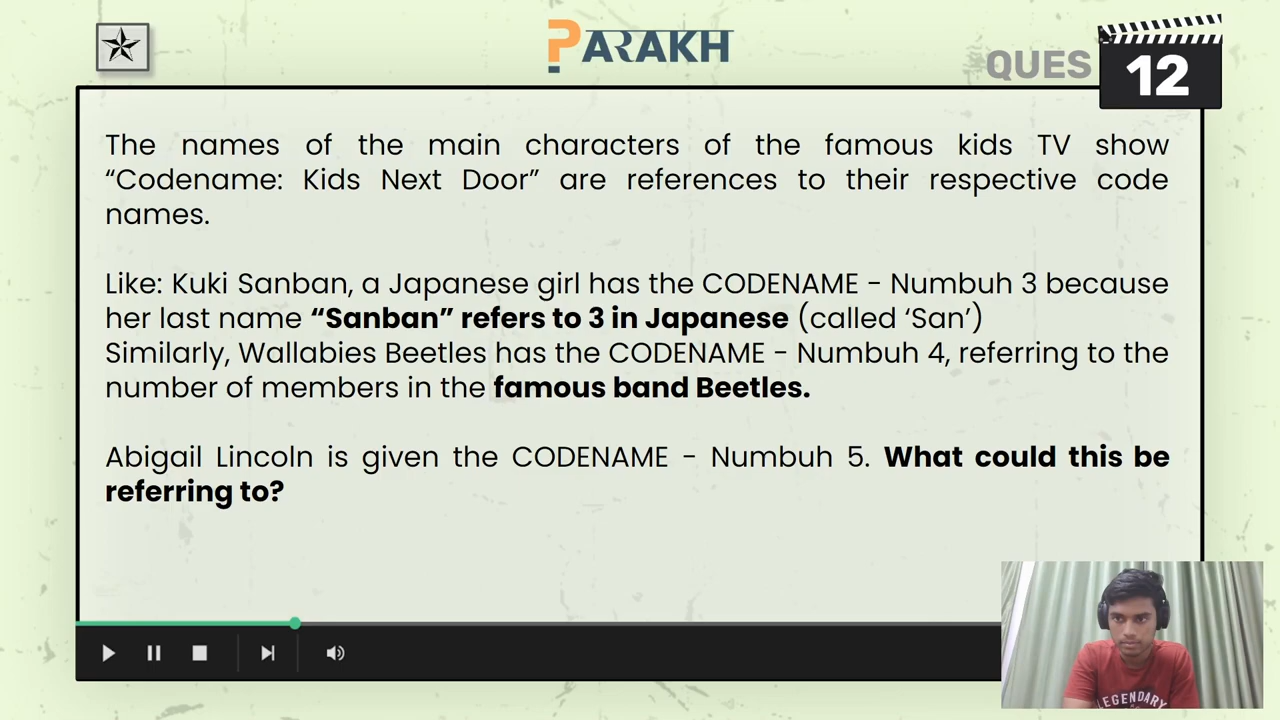 ?ARAKH
QUES
12
The names of the main characters of the famous kids TV show
“Codename: Kids Next Door” are references to their respective code
names.
Like: Kuki Sanban, a Japanese girl has the CODENAME - Numbuh 3 because
her last name “Sanban” refers to 3 in Japanese (called ‘San’)
Similarly, Wallabies Beetles has the CODENAME - Numbuh 4, referring to the
number of members in the famous band Beetles.
Abigail Lincoln is given the CODENAME - Numbuh 5. What could this be
referring to?
LEGENDARY